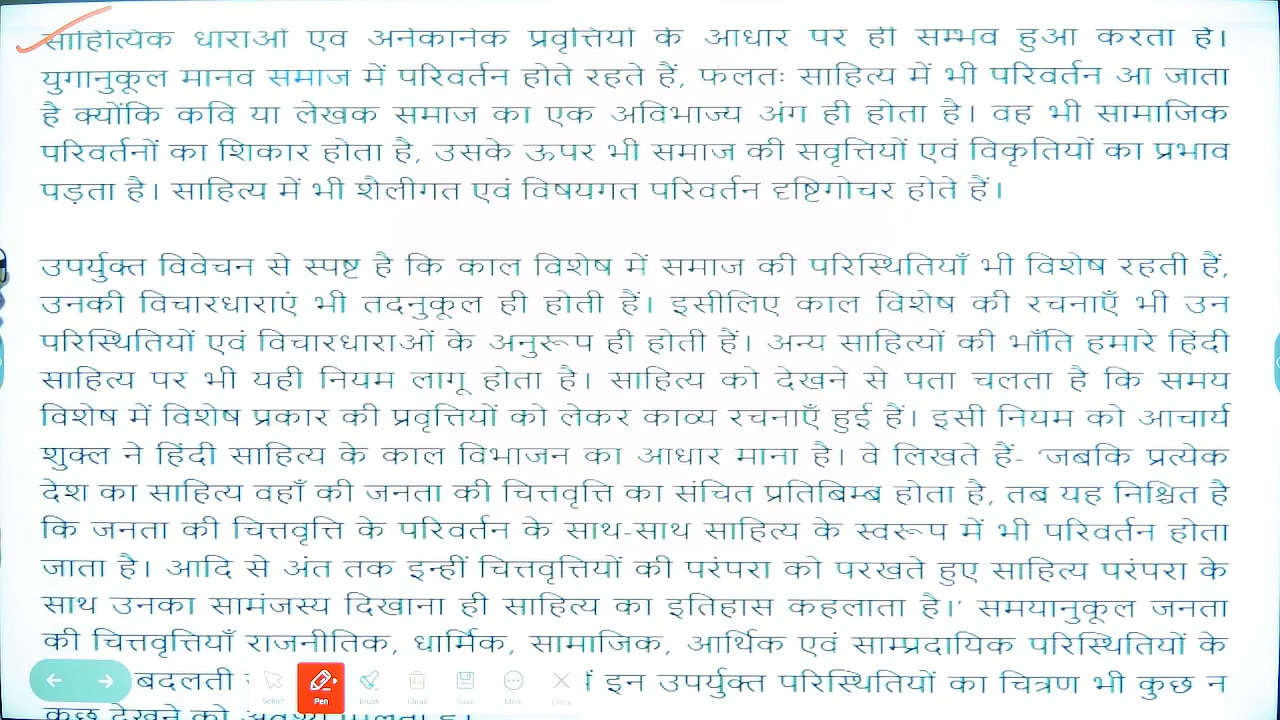 साहित्यिक धाराओं एवं अनेकानेक प्रवृत्तियों के आधार पर ही सम्भव हुआ करता है।
युगानुकूल मानव समाज में परिवर्तन होते रहते हैं, फलतः साहित्य में भी परिवर्तन आ जाता
है क्योंकि कवि या लेखक समाज का एक अविभाज्य अंग ही होता है। वह भी सामाजिक
परिवर्तनों का शिकार होता है, उसके ऊपर भी समाज की सवृत्तियों एवं विकृतियों का प्रभाव
पड़ता है। साहित्य में भी शैलीगत एवं विषयगत परिवर्तन दृष्टिगोचर होते हैं।
उपर्युक्त विवेचन से स्पष्ट है कि काल विशेष में समाज की परिस्थितियाँ भी विशेष रहती हैं,
उनकी विचारधाराएं भी तदनुकूल ही होती हैं। इसीलिए काल विशेष की रचनाएँ भी उन
परिस्थितियों एवं विचारधाराओं के अनुरूप ही होती हैं। अन्य साहित्यों की भाँति हमारे हिंदी
साहित्य पर भी यही नियम लागू होता है। साहित्य को देखने से पता चलता है कि समय
विशेष में विशेष प्रकार की प्रवृत्तियों को लेकर काव्य रचनाएँ हुई हैं। इसी नियम को आचार्य
शुक्ल ने हिंदी साहित्य के काल विभाजन का आधार माना है। वे लिखते हैं- 'जबकि प्रत्येक
देश का साहित्य वहाँ की जनता की चित्तवृत्ति का संचित प्रतिबिम्ब होता है, तब यह निश्चित है
कि जनता की चित्तवृत्ति के परिवर्तन के साथ-साथ साहित्य के स्वरूप में भी परिवर्तन होता
जाता है। आदि से अंत तक इन्हीं चित्तवृत्तियों की परंपरा को परखते हुए साहित्य परंपरा के
साथ उनका सामंजस्य दिखाना ही साहित्य का इतिहास कहलाता है।' समयानुकूल जनता
की चित्तवृत्तियाँ राजनीतिक, धार्मिक, सामाजिक, आर्थिक एवं साम्प्रदायिक परिस्थितियों के
बदलती इन उपर्युक्त परिस्थितियों का चित्रण भी कुछ न
कुछ देखने को अवश्य मिलता है।
Select Pen Brush Clean Save More Close